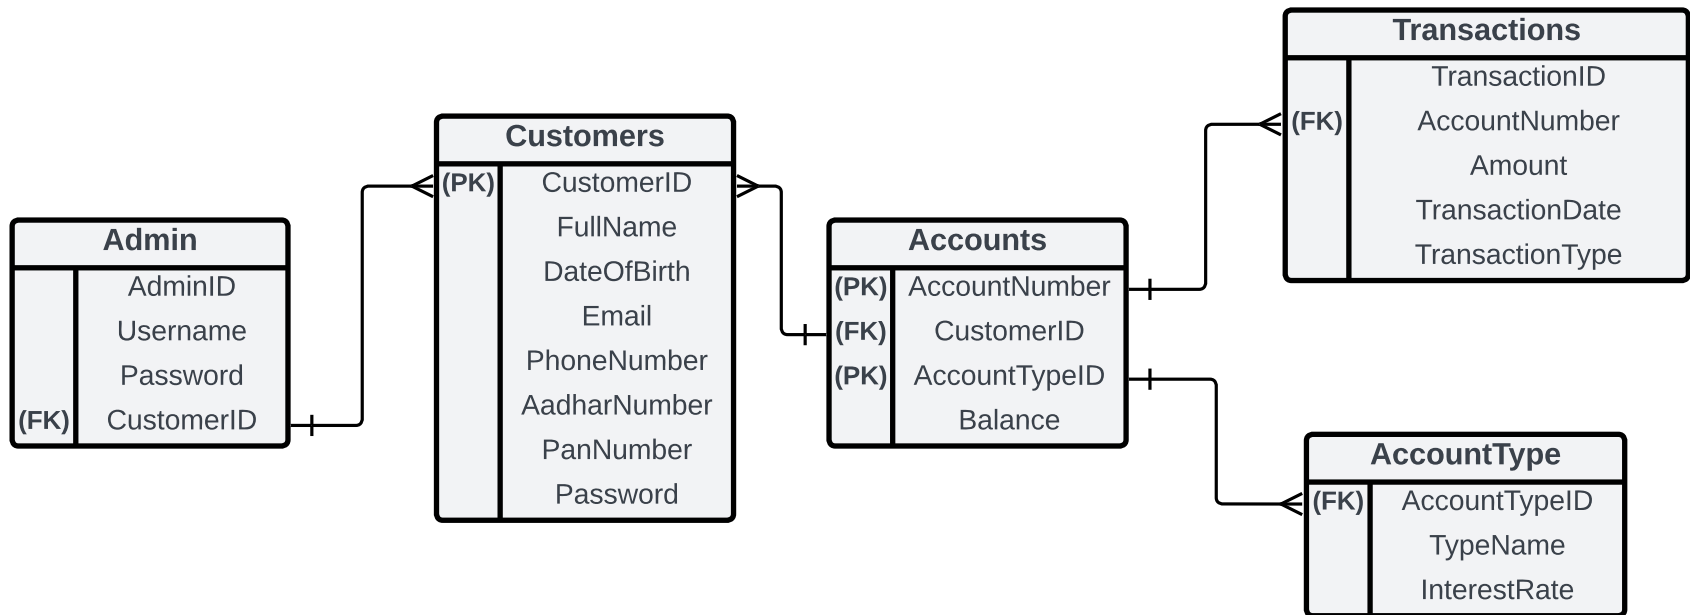 Admin
AdminID
Username
Password
(FK) CustomerID
Customers
(PK) CustomerID
FullName
DateOfBirth
Email
PhoneNumber
AadharNumber
PanNumber
Password
Accounts
(PK) AccountNumber
(FK) CustomerID
(PK) AccountTypeID
Balance
Transactions
TransactionID
(FK) AccountNumber
Amount
TransactionDate
TransactionType
AccountType
(FK) AccountTypeID
TypeName
InterestRate